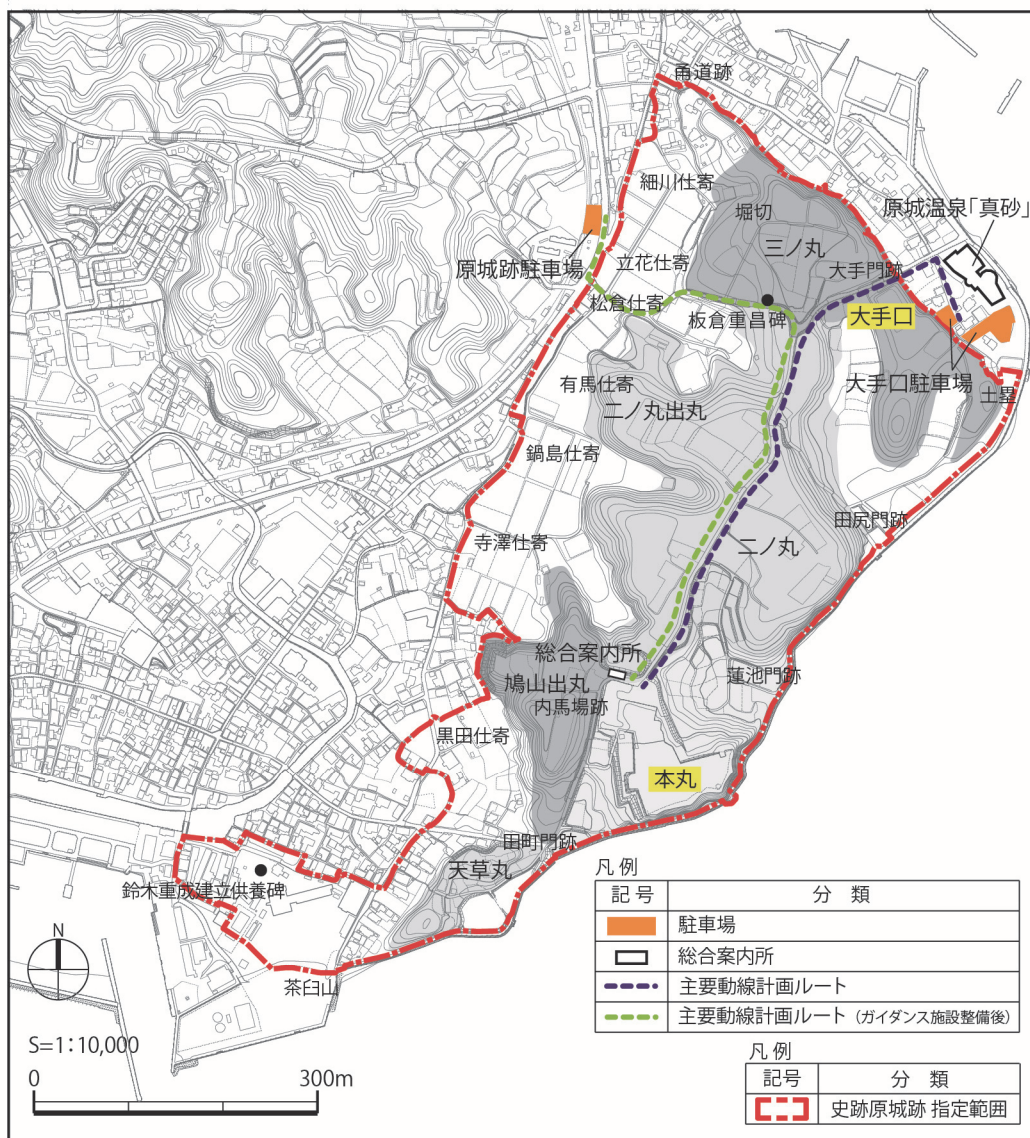 甬道跡
細川仕寄
堀切
原城温泉「真砂」
三ノ丸
立花仕寄
大手門跡
原城跡駐車場
松倉仕寄
板倉重昌碑
大手口
有馬仕寄
大手口駐車場
二ノ丸出丸
土塁
鍋島仕寄
田尻門跡
寺澤仕寄
二ノ丸
総合案内所
蓮池門跡
鳩山出丸
内馬場跡
黒田仕寄
本丸
田町門跡
天草丸
鈴木重成建立供養碑
茶臼山
N
S=1:10,000
0 300m
凡例
記号 分類
駐車場
総合案内所
主要動線計画ルート
主要動線計画ルート (ガイダンス施設整備後)
凡例
記号 分類
史跡原城跡 指定範囲